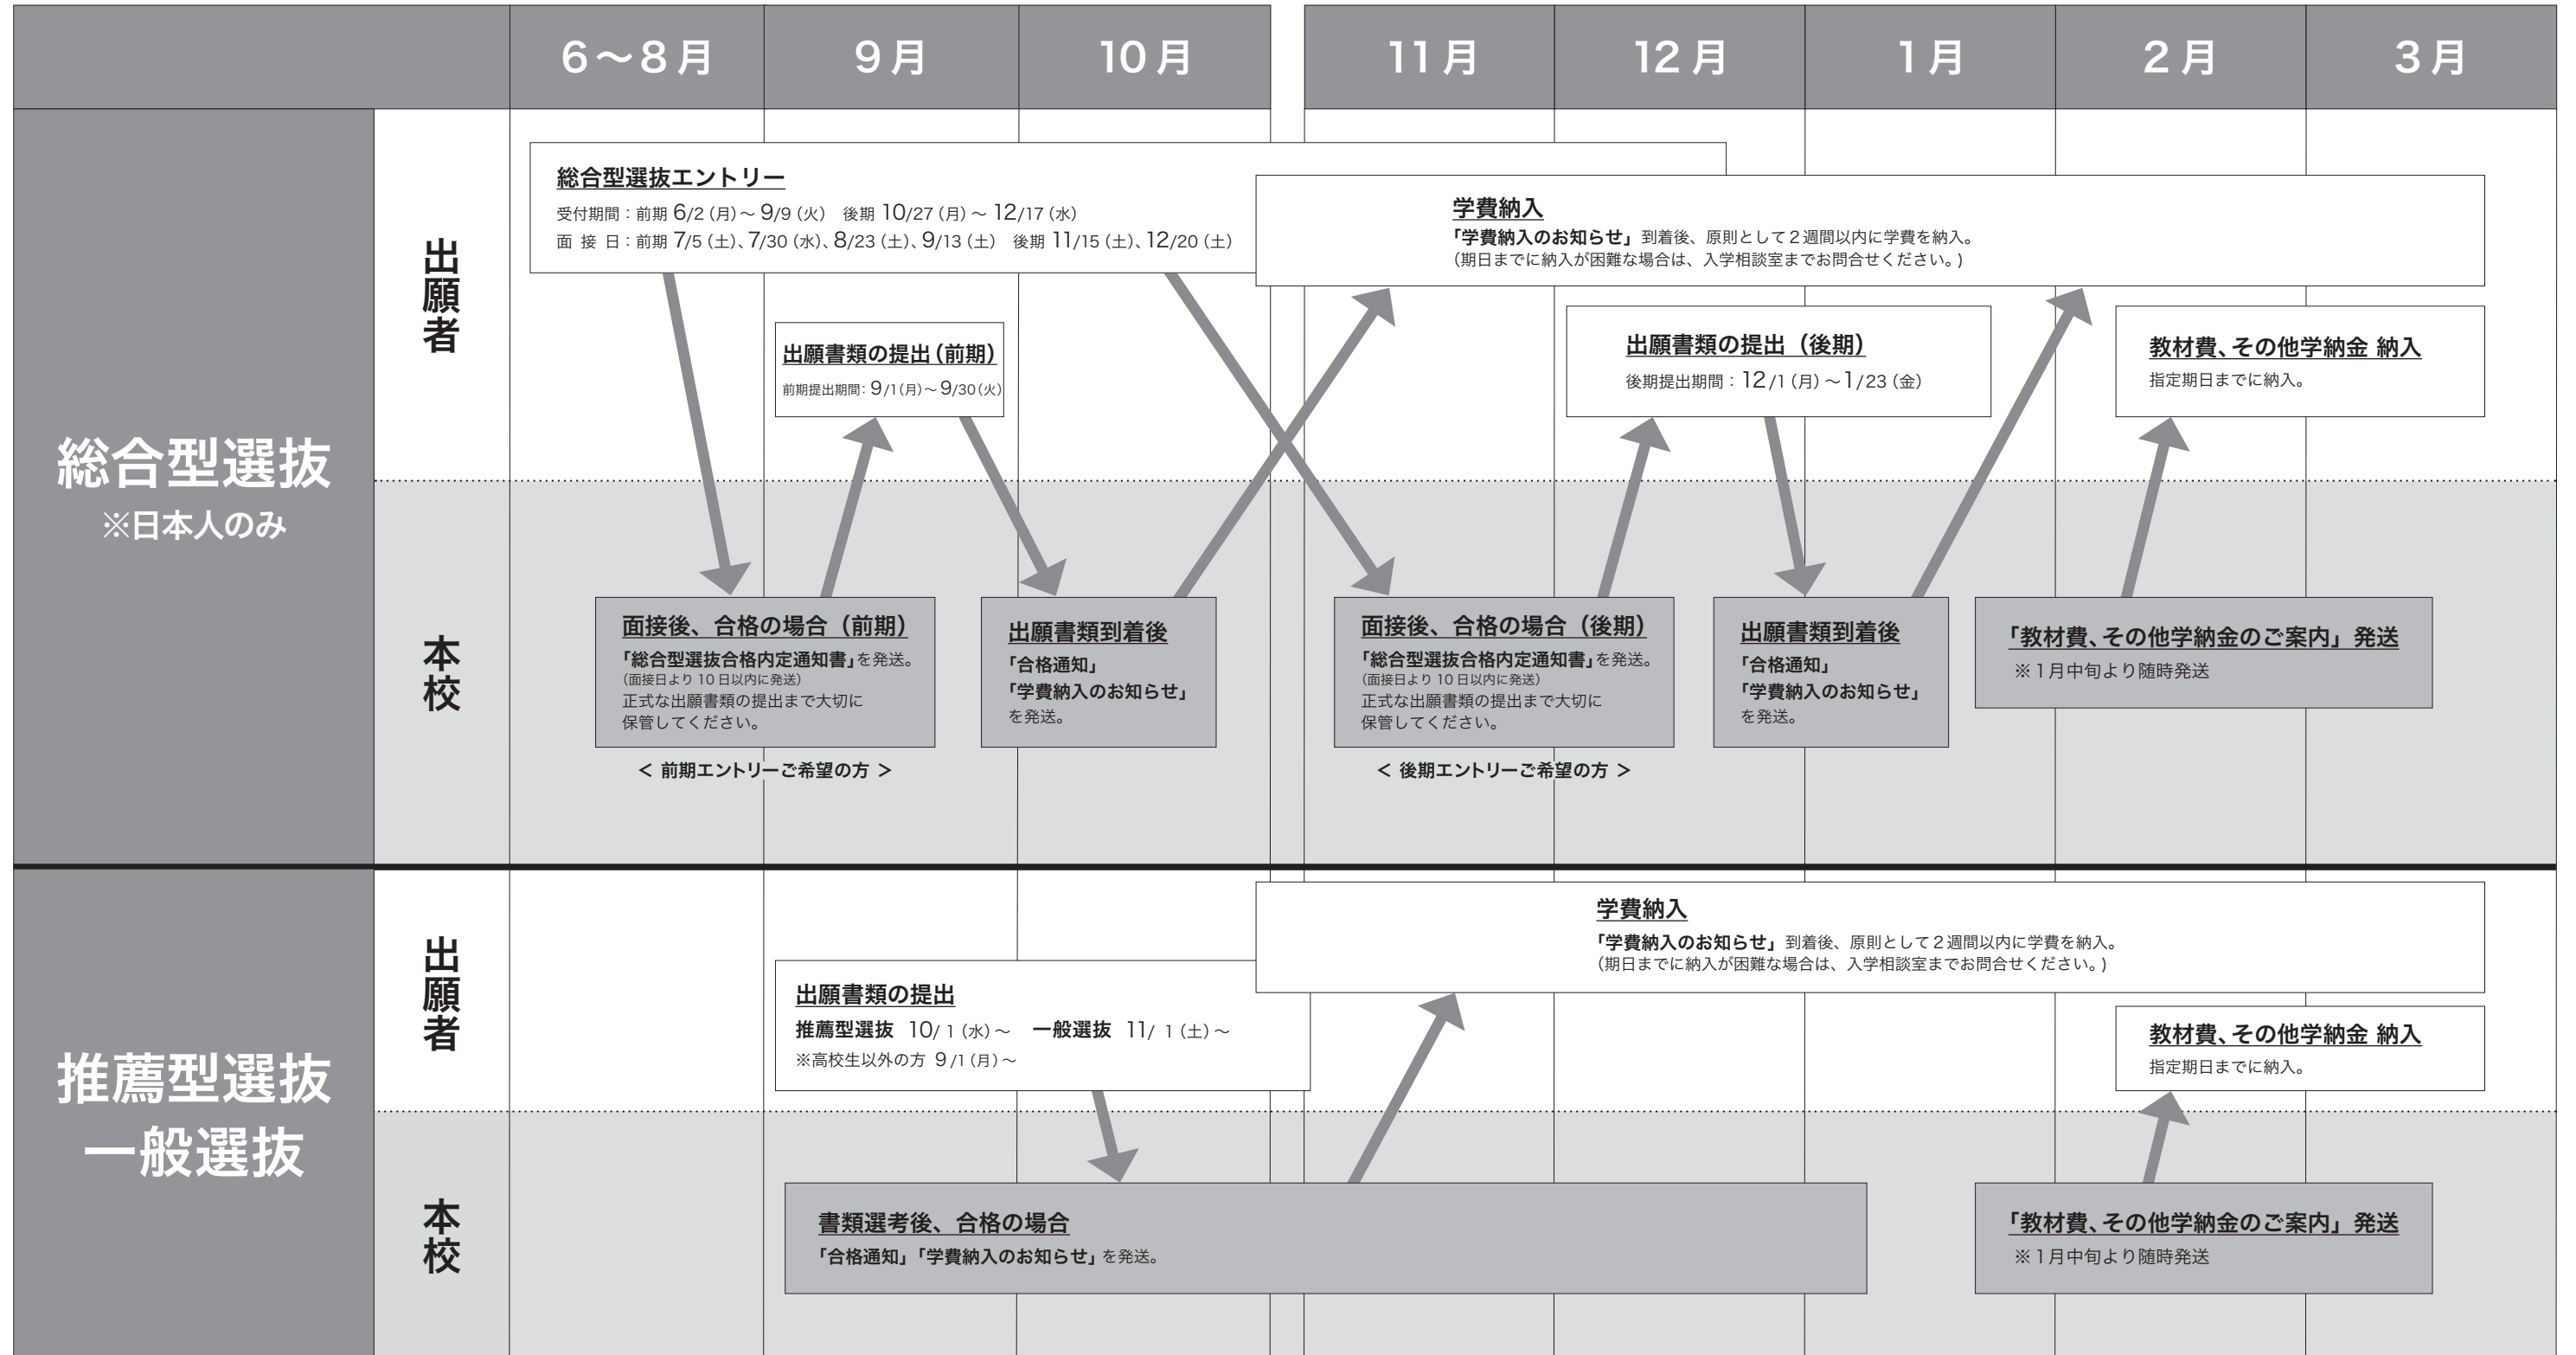 6～8月 9月 10月 11月 12月 1月 2月 3月
総合型選抜
※日本人のみ
出願者
総合型選抜エントリー
受付期間：前期 6/2（月）～ 9/9（火）　後期 10/27（月）～ 12/17（水）
面 接 日：前期 7/5（土）、7/30（水）、8/23（土）、9/13（土）　後期 11/15（土）、12/20（土）
学費納入
「学費納入のお知らせ」到着後、原則として2週間以内に学費を納入。
（期日までに納入が困難な場合は、入学相談室までお問合せください。)
出願書類の提出（前期）
前期提出期間：9/1（月）～ 9/30（火）
出願書類の提出（後期）
後期提出期間：12/1（月）～1/23（金）
教材費、その他学納金 納入
指定期日までに納入。
本校
面接後、合格の場合（前期）
「総合型選抜合格内定通知書」を発送。
（面接日より 10 日以内に発送）
正式な出願書類の提出まで大切に
保管してください。
＜ 前期エントリーご希望の方 ＞
出願書類到着後
「合格通知」
「学費納入のお知らせ」
を発送。
面接後、合格の場合（後期）
「総合型選抜合格内定通知書」を発送。
（面接日より 10 日以内に発送）
正式な出願書類の提出まで大切に
保管してください。
＜ 後期エントリーご希望の方 ＞
出願書類到着後
「合格通知」
「学費納入のお知らせ」
を発送。
「教材費、その他学納金のご案内」発送
※1月中旬より随時発送
推薦型選抜
一般選抜
出願者
学費納入
「学費納入のお知らせ」到着後、原則として2週間以内に学費を納入。
（期日までに納入が困難な場合は、入学相談室までお問合せください。)
出願書類の提出
推薦型選抜 10/ 1（水）～　一般選抜 11/ 1（土）～
※高校生以外の方 9/1（月）～
教材費、その他学納金 納入
指定期日までに納入。
本校
書類選考後、合格の場合
「合格通知」「学費納入のお知らせ」を発送。
「教材費、その他学納金のご案内」発送
※1月中旬より随時発送